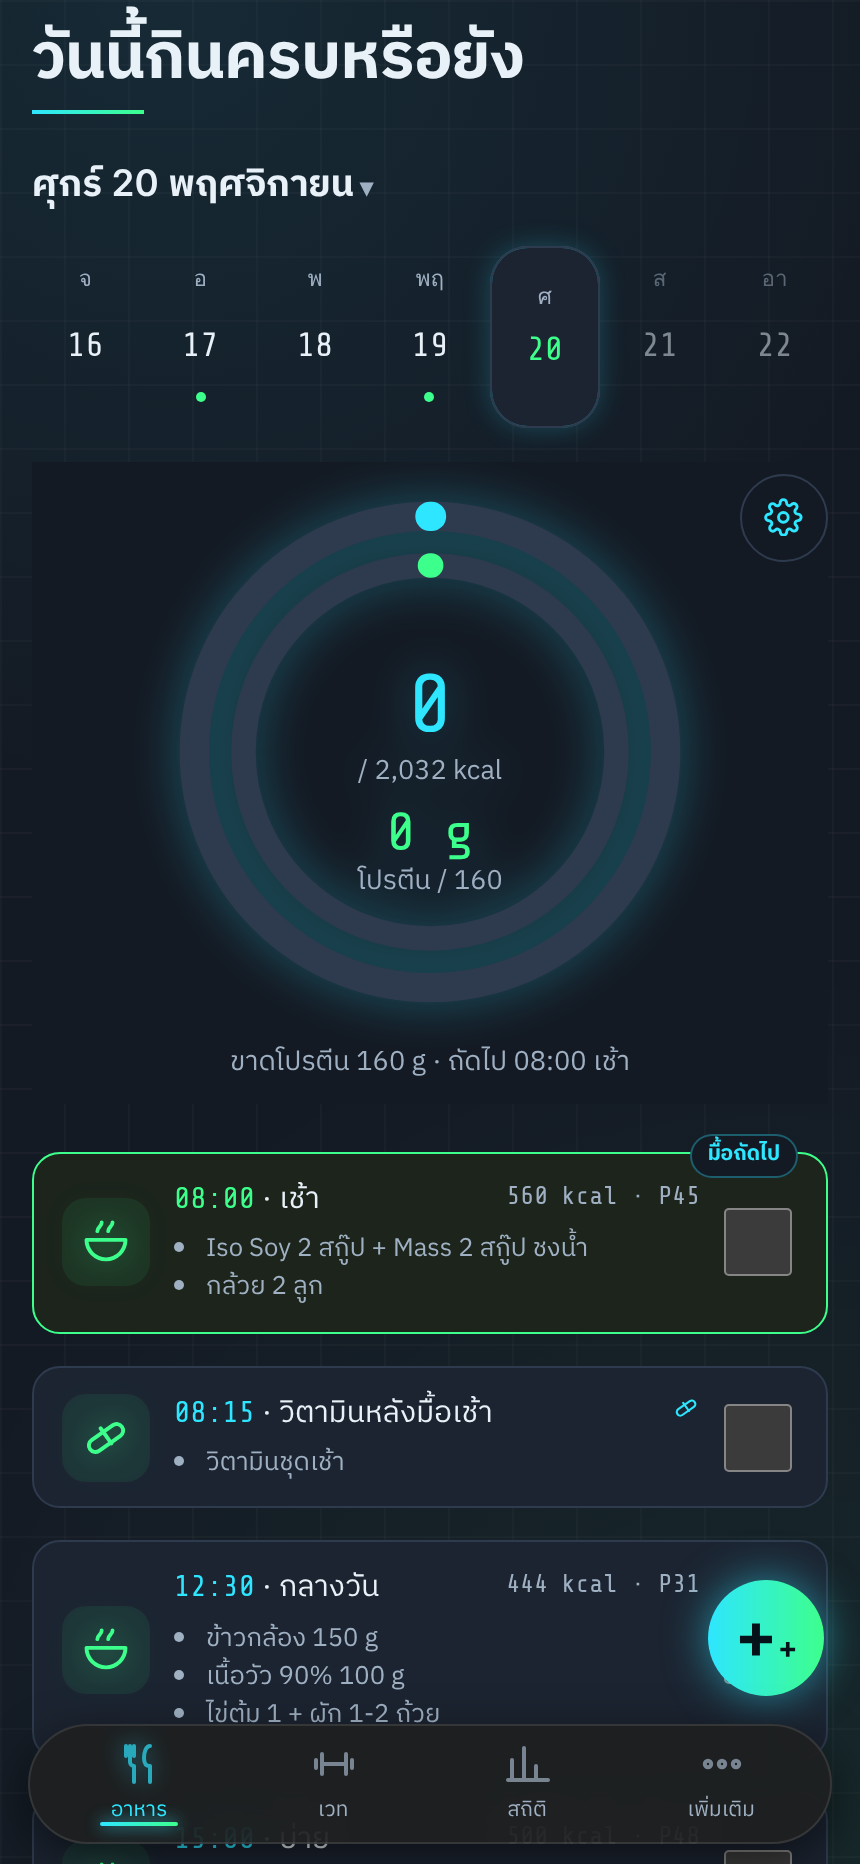 วันนี้กินครบหรือยัง
ศุกร์ 20 พฤศจิกายน ▾
จ อ พ พฤ ศ ส อา
16 17 18 19 20 21 22
0
/ 2,032 kcal
0 g
โปรตีน / 160
ขาดโปรตีน 160 g · ถัดไป 08:00 เช้า
มื้อถัดไป
08:00 · เช้า 560 kcal · P45
Iso Soy 2 สกู๊ป + Mass 2 สกู๊ป ชงน้ำ
กล้วย 2 ลูก
08:15 · วิตามินหลังมื้อเช้า
วิตามินชุดเช้า
12:30 · กลางวัน 444 kcal · P31
ข้าวกล้อง 150 g
เนื้อวัว 90% 100 g
ไข่ต้ม 1 + ผัก 1-2 ถ้วย
++
อาหาร เวท สถิติ เพิ่มเติม
15:00 · บ่าย 500 kcal · P48